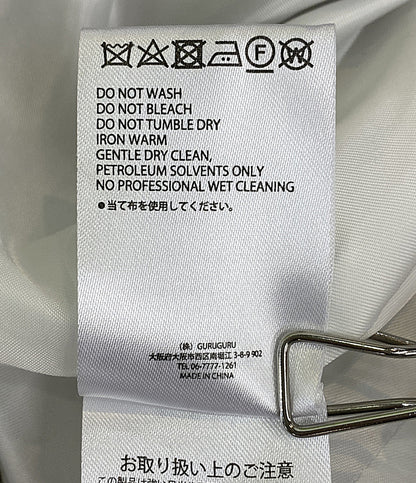 F W
DO NOT WASH
DO NOT BLEACH
DO NOT TUMBLE DRY
IRON WARM
GENTLE DRY CLEAN,
PETROLEUM SOLVENTS ONLY
NO PROFESSIONAL WET CLEANING
●当て布を使用してください。
(株) GURUGURU
大阪府大阪市西区南堀江 3-8-9 902
TEL 06-7777-1261
MADE IN CHINA
お取り扱い上のご注意